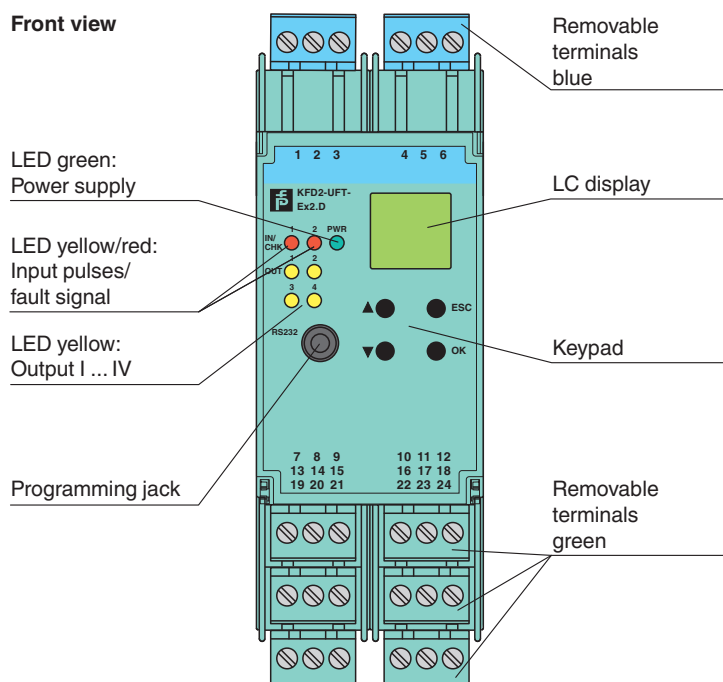 Front view
Removable
terminals
blue
1 2 3
4 5 6
LED green:
Power supply
KFD2-UFT-
Ex2.D
LC display
1 2 PWR
IN/
CHK
LED yellow/red:
Input pulses/
fault signal
1 2
OUT
3 4
ESC
RS232
LED yellow:
Output I ... IV
OK
Keypad
7 8 9
10 11 12
13 14 15
16 17 18
19 20 21
22 23 24
Programming jack
Removable
terminals
green